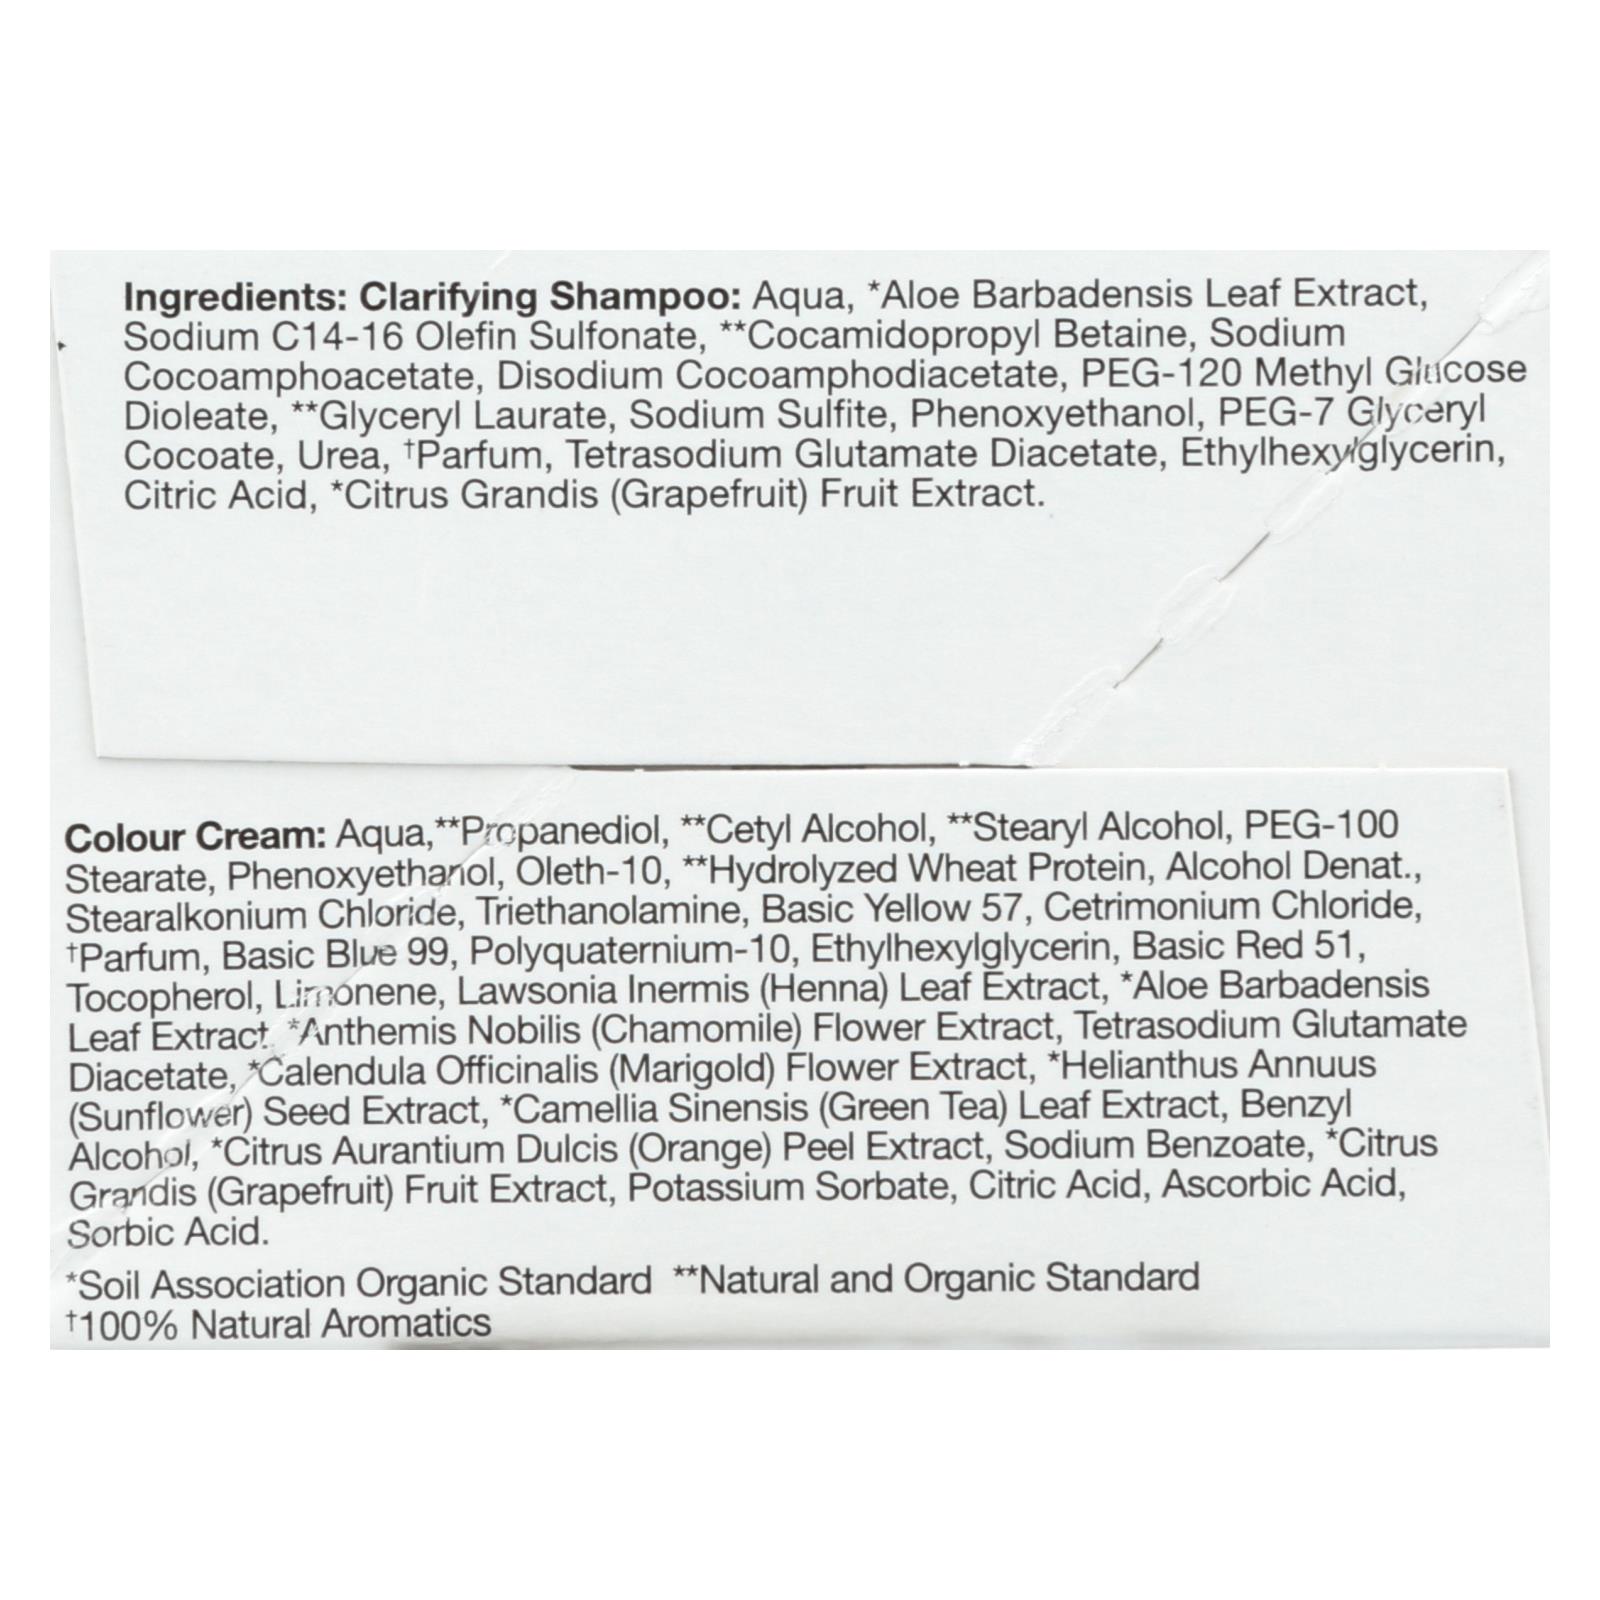 Ingredients: Clarifying Shampoo: Aqua, *Aloe Barbadensis Leaf Extract,
Sodium C14-16 Olefin Sulfonate, **Cocamidopropyl Betaine, Sodium
Cocoamphoacetate, Disodium Cocoamphodiacetate, PEG-120 Methyl Glucose
Dioleate, **Glyceryl Laurate, Sodium Sulfite, Phenoxyethanol, PEG-7 Glyceryl
Cocoate, Urea, †Parfum, Tetrasodium Glutamate Diacetate, Ethylhexylglycerin,
Citric Acid, *Citrus Grandis (Grapefruit) Fruit Extract.
Colour Cream: Aqua,**Propanediol, **Cetyl Alcohol, **Stearyl Alcohol, PEG-100
Stearate, Phenoxyethanol, Oleth-10, **Hydrolyzed Wheat Protein, Alcohol Denat.,
Stearalkonium Chloride, Triethanolamine, Basic Yellow 57, Cetrimonium Chloride,
†Parfum, Basic Blue 99, Polyquaternium-10, Ethylhexylglycerin, Basic Red 51,
Tocopherol, Limonene, Lawsonia Inermis (Henna) Leaf Extract, *Aloe Barbadensis
Leaf Extract, *Anthemis Nobilis (Chamomile) Flower Extract, Tetrasodium Glutamate
Diacetate, *Calendula Officinalis (Marigold) Flower Extract, *Helianthus Annuus
(Sunflower) Seed Extract, *Camellia Sinensis (Green Tea) Leaf Extract, Benzyl
Alcohol, *Citrus Aurantium Dulcis (Orange) Peel Extract, Sodium Benzoate, *Citrus
Grandis (Grapefruit) Fruit Extract, Potassium Sorbate, Citric Acid, Ascorbic Acid,
Sorbic Acid.
*Soil Association Organic Standard **Natural and Organic Standard
†100% Natural Aromatics